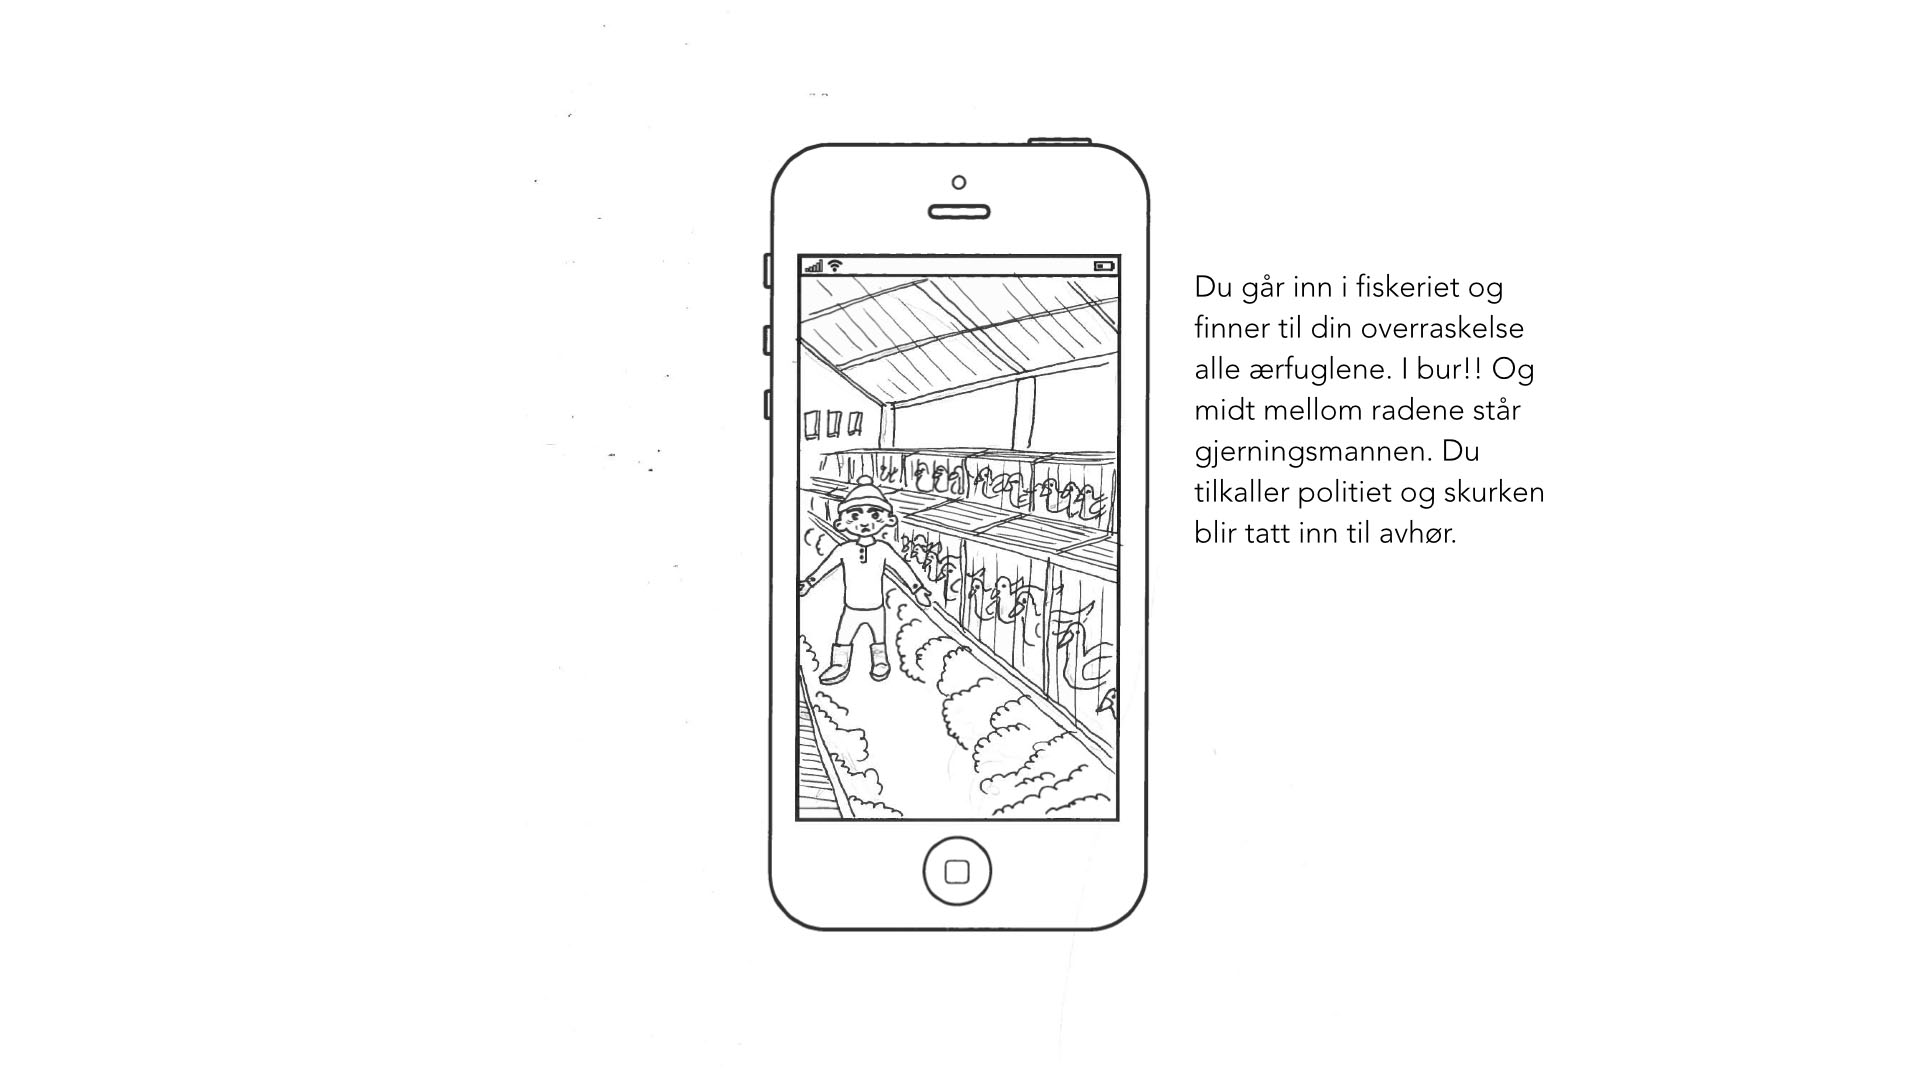 Du går inn i fiskeriet og
finner til din overraskelse
alle ærfuglene. I bur!! Og
midt mellom radene står
gjerningsmannen. Du
tilkaller politiet og skurken
blir tatt inn til avhør.